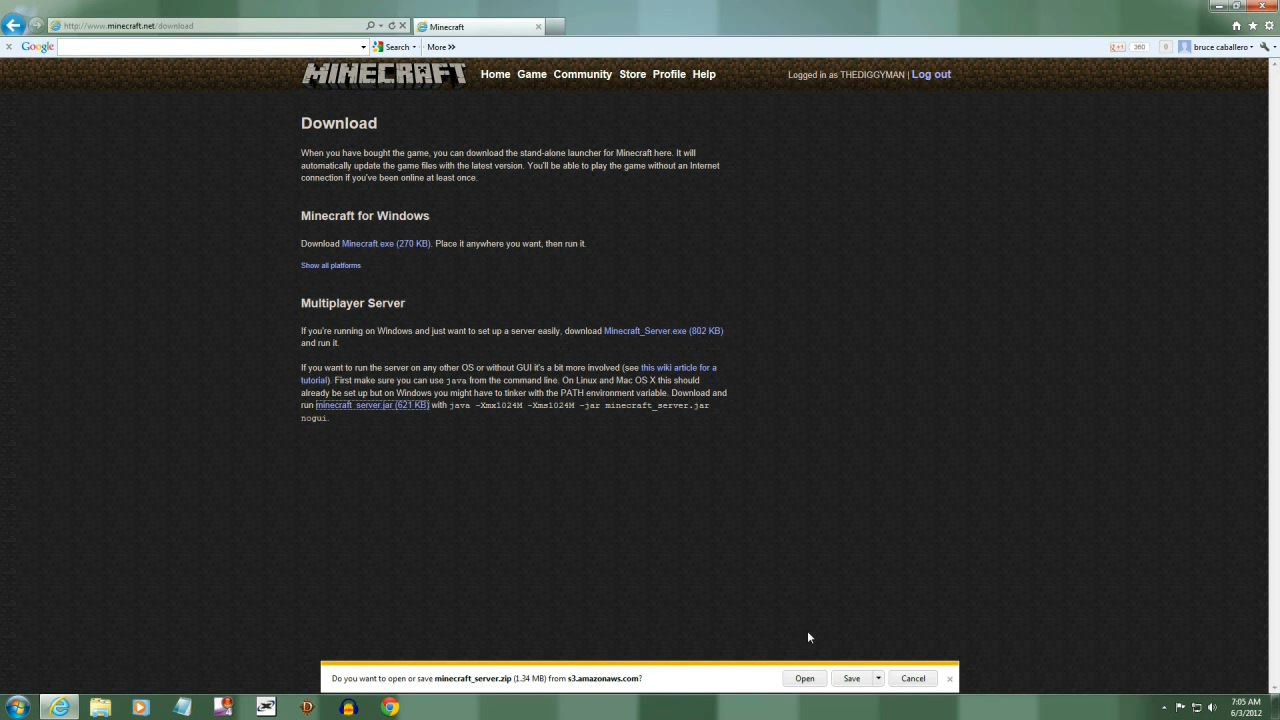 http://www.minecraft.net/download
Minecraft
Google
Search
More »
+1
360
0
bruce caballero
MINECRAFT
Home Game Community Store Profile Help
Logged in as THEDIGGYMAN | Log out
Download
When you have bought the game, you can download the stand-alone launcher for Minecraft here. It will
automatically update the game files with the latest version. You'll be able to play the game without an Internet
connection if you've been online at least once.
Minecraft for Windows
Download Minecraft.exe (270 KB). Place it anywhere you want, then run it.
Show all platforms
Multiplayer Server
If you're running on Windows and just want to set up a server easily, download Minecraft_Server.exe (802 KB)
and run it.
If you want to run the server on any other OS or without GUI it's a bit more involved (see this wiki article for a
tutorial). First make sure you can use java from the command line. On Linux and Mac OS X this should
already be set up but on Windows you might have to tinker with the PATH environment variable. Download and
run minecraft_server.jar (621 KB) with java -Xmx1024M -Xms1024M -jar minecraft_server.jar
nogui.
Do you want to open or save minecraft_server.zip (1.34 MB) from s3.amazonaws.com?
Open
Save
Cancel
7:05 AM
6/3/2012